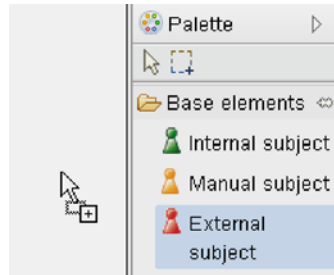 Palette
Base elements
Internal subject
Manual subject
External
subject